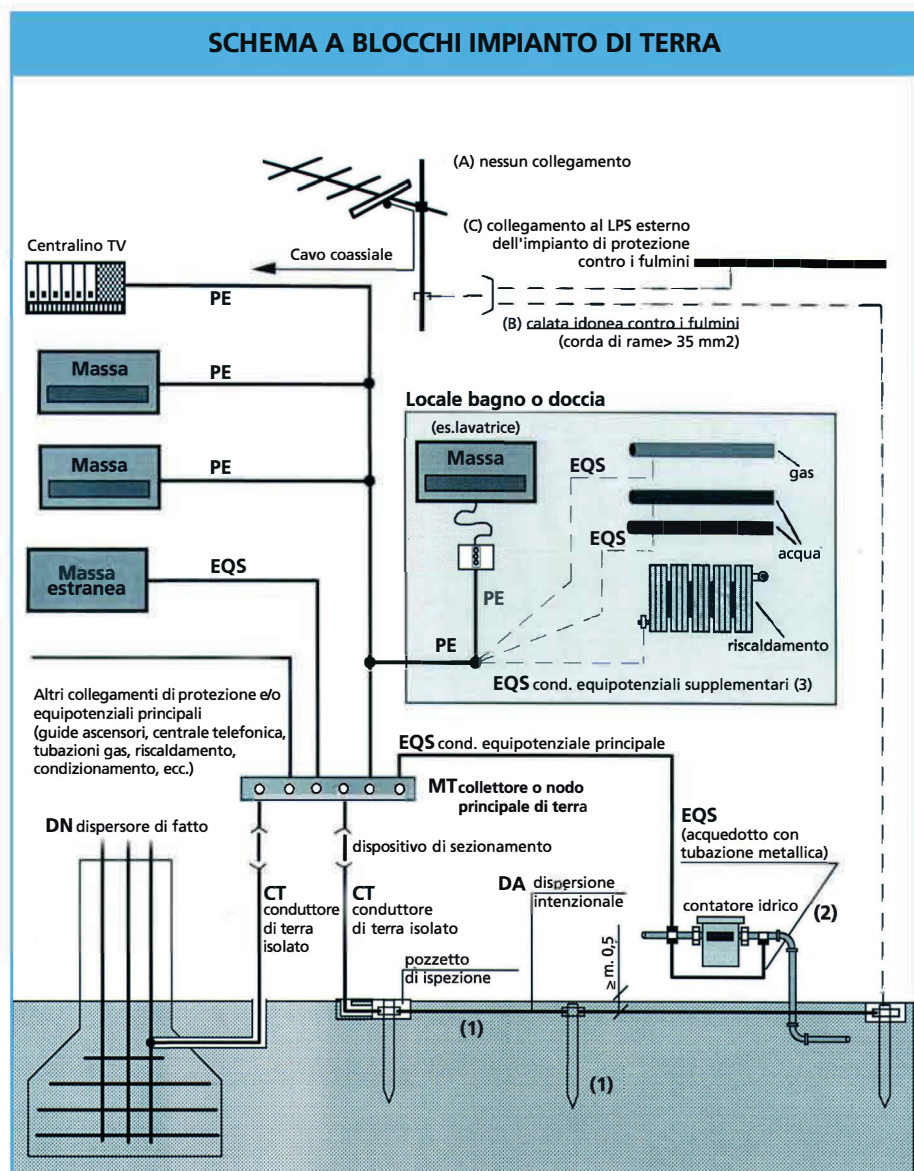 SCHEMA A BLOCCHI IMPIANTO DI TERRA
(A) nessun collegamento
(C) collegamento al LPS esterno
dell'impianto di protezione
contro i fulmini
Centralino TV
Cavo coassiale
PE
(B) calata idonea contro i fulmini
(corda di rame> 35 mm2)
Massa
PE
Locale bagno o doccia
(es.lavatrice)
Massa
EQS
gas
Massa
PE
EQS
acqua
Massa
estranea
EQS
PE
PE
riscaldamento
EQS cond. equipotenziali supplementari (3)
Altri collegamenti di protezione e/o
equipotenziali principali
(guide ascensori, centrale telefonica,
tubazioni gas, riscaldamento,
condizionamento, ecc.)
EQS cond. equipotenziale principale
MT collettore o nodo
principale di terra
DN dispersore di fatto
EQS
(acquedotto con
tubazione metallica)
dispositivo di sezionamento
CT
conduttore
di terra
isolato
CT
conduttore
di terra isolato
DA dispersione
intenzionale
contatore idrico
(2)
pozzetto
di ispezione
≥ m. 0,5
(1)
(1)